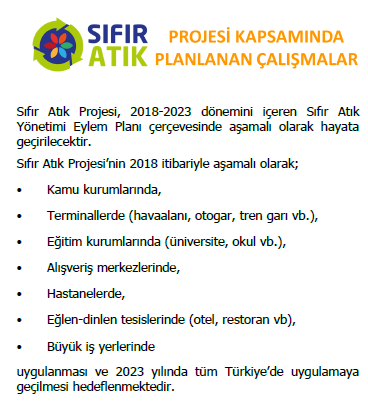 SIFIR
ATIK
PROJESİ KAPSAMINDA
PLANLANAN ÇALIŞMALAR
Sıfır Atık Projesi, 2018-2023 dönemini içeren Sıfır Atık
Yönetimi Eylem Planı çerçevesinde aşamalı olarak hayata
geçirilecektir.
Sıfır Atık Projesi’nin 2018 itibariyle aşamalı olarak;
• Kamu kurumlarında,
• Terminallerde (havaalanı, otogar, tren garı vb.),
• Eğitim kurumlarında (üniversite, okul vb.),
• Alışveriş merkezlerinde,
• Hastanelerde,
• Eğlen-dinlen tesislerinde (otel, restoran vb),
• Büyük iş yerlerinde
uygulanması ve 2023 yılında tüm Türkiye’de uygulamaya
geçilmesi hedeflenmektedir.